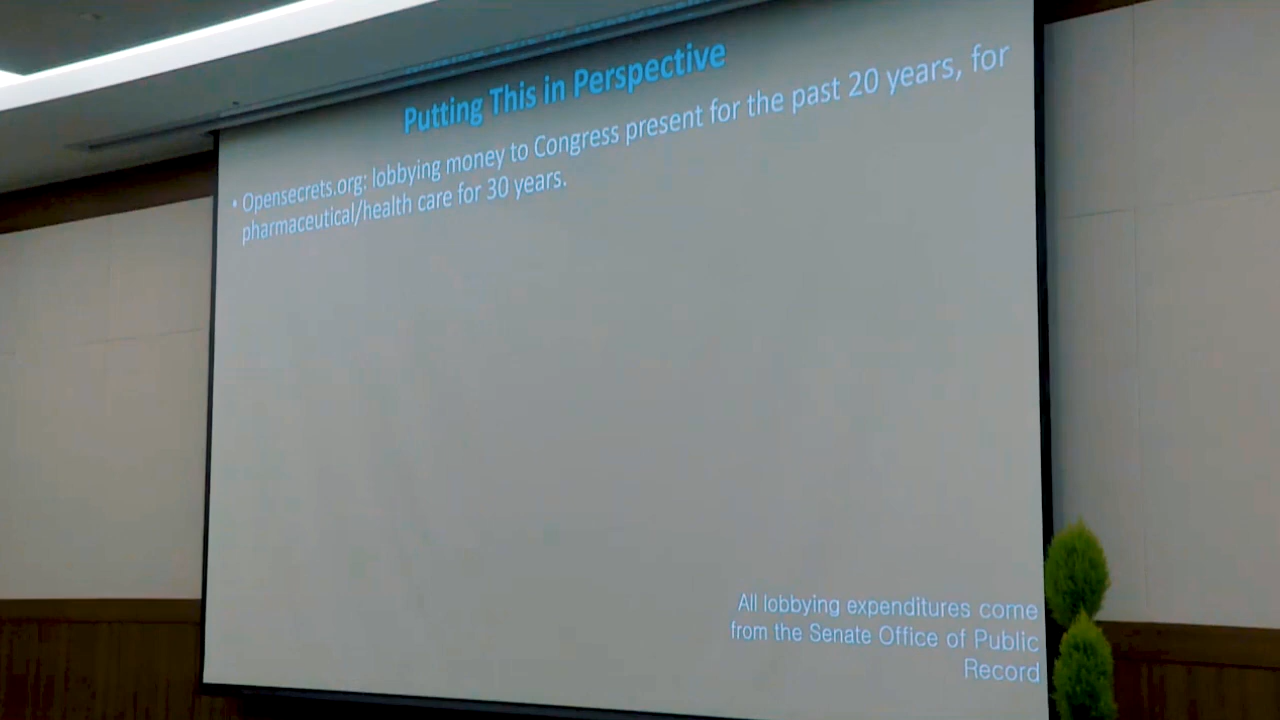 Putting This in Perspective
• Opensecrets.org: lobbying money to Congress present for the past 20 years, for
pharmaceutical/health care for 30 years.
All lobbying expenditures come
from the Senate Office of Public
Record